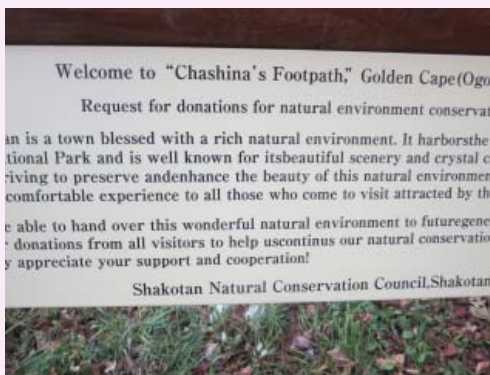 Welcome to "Chashina's Footpath," Golden Cape(Ogo
Request for donations for natural environment conservat
an is a town blessed with a rich natural environment. It harborsthe
tional Park and is well known for itsbeautiful scenery and crystal c
riving to preserve andenhance the beauty of this natural environmen
comfortable experience to all those who come to visit attracted by th
e able to hand over this wonderful natural environment to futuregene
r donations from all visitors to help uscontinus our natural conservatio
y appreciate your support and cooperation!
Shakotan Natural Conservation Council,Shakotan